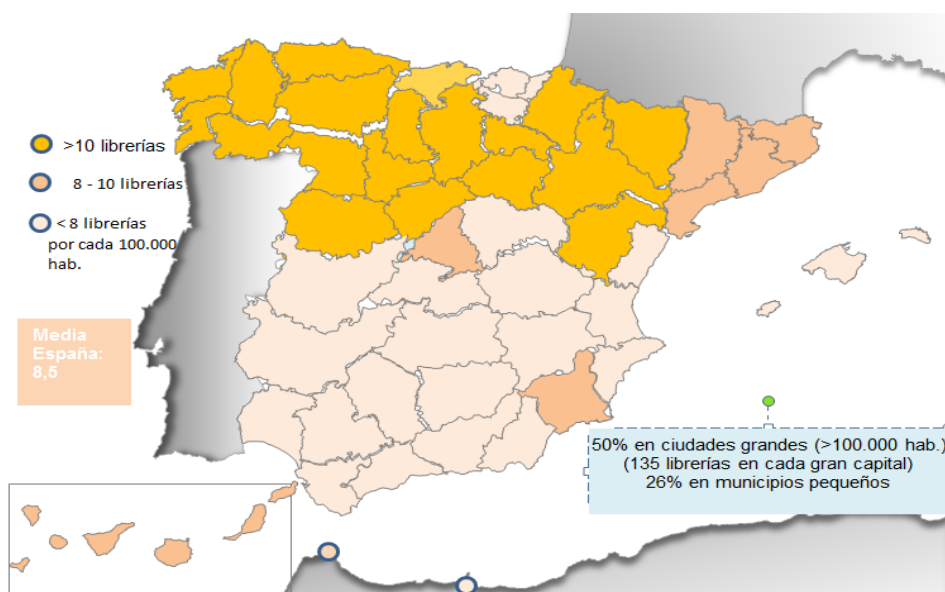 >10 librerías
8 - 10 librerías
< 8 librerías
por cada 100.000
hab.
Media
España:
8,5
50% en ciudades grandes (>100.000 hab.)
(135 librerías en cada gran capital)
26% en municipios pequeños